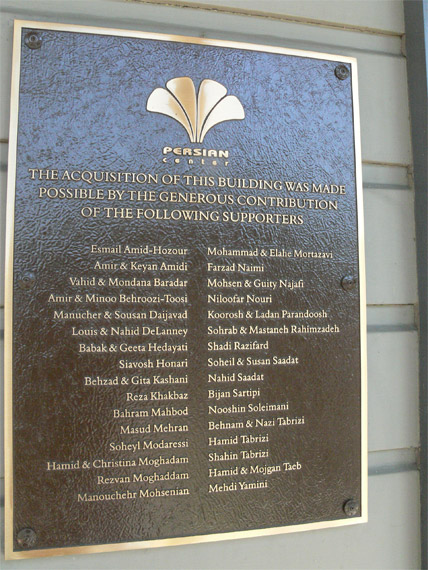 PERSIAN
center
THE ACQUISITION OF THIS BUILDING WAS MADE
POSSIBLE BY THE GENEROUS CONTRIBUTION
OF THE FOLLOWING SUPPORTERS
Esmail Amid-Hozour
Amir & Keyan Amidi
Vahid & Mondana Baradar
Amir & Minoo Behroozi-Toosi
Manucher & Sousan Daijavad
Louis & Nahid DeLanney
Babak & Geeta Hedayati
Siavosh Honari
Behzad & Gita Kashani
Reza Khakbaz
Bahram Mahbod
Masud Mehran
Soheyl Modaressi
Hamid & Christina Moghadam
Rezvan Moghaddam
Manouchehr Mohsenian
Mohammad & Elahe Mortazavi
Farzad Naimi
Mohsen & Guity Najafi
Niloofar Nouri
Koorosh & Ladan Parandoosh
Sohrab & Mastaneh Rahimzadeh
Shadi Razifard
Soheil & Susan Saadat
Nahid Saadat
Bijan Sartipi
Nooshin Soleimani
Behnam & Nazi Tabrizi
Hamid Tabrizi
Shahin Tabrizi
Hamid & Mojgan Taeb
Mehdi Yamini